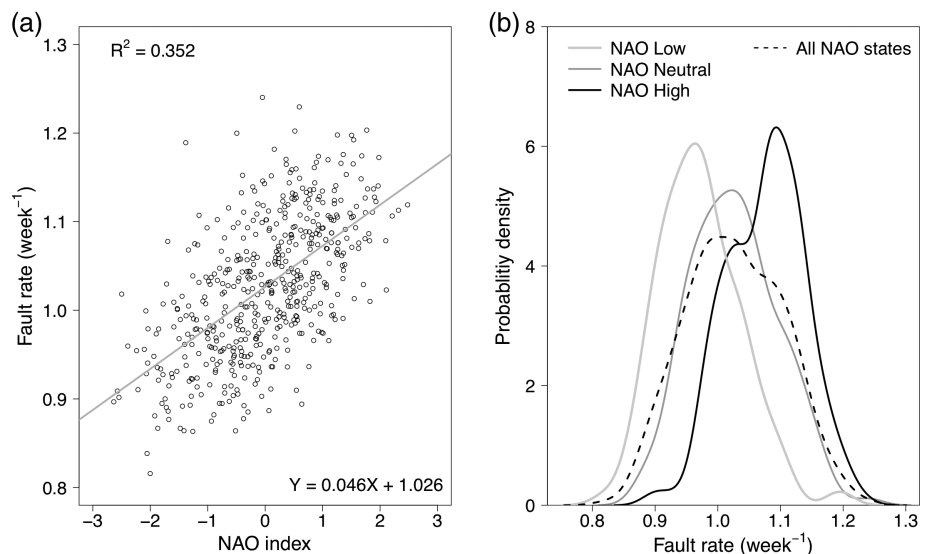 (a)
R² = 0.352
Fault rate (week⁻¹)
1.3
1.2
1.1
1.0
0.9
0.8
Y = 0.046X + 1.026
−3 −2 −1 0 1 2 3
NAO index
(b)
NAO Low
NAO Neutral
NAO High
All NAO states
Probablitiy density
8
6
4
2
0
0.8 0.9 1.0 1.1 1.2 1.3
Fault rate (week⁻¹)